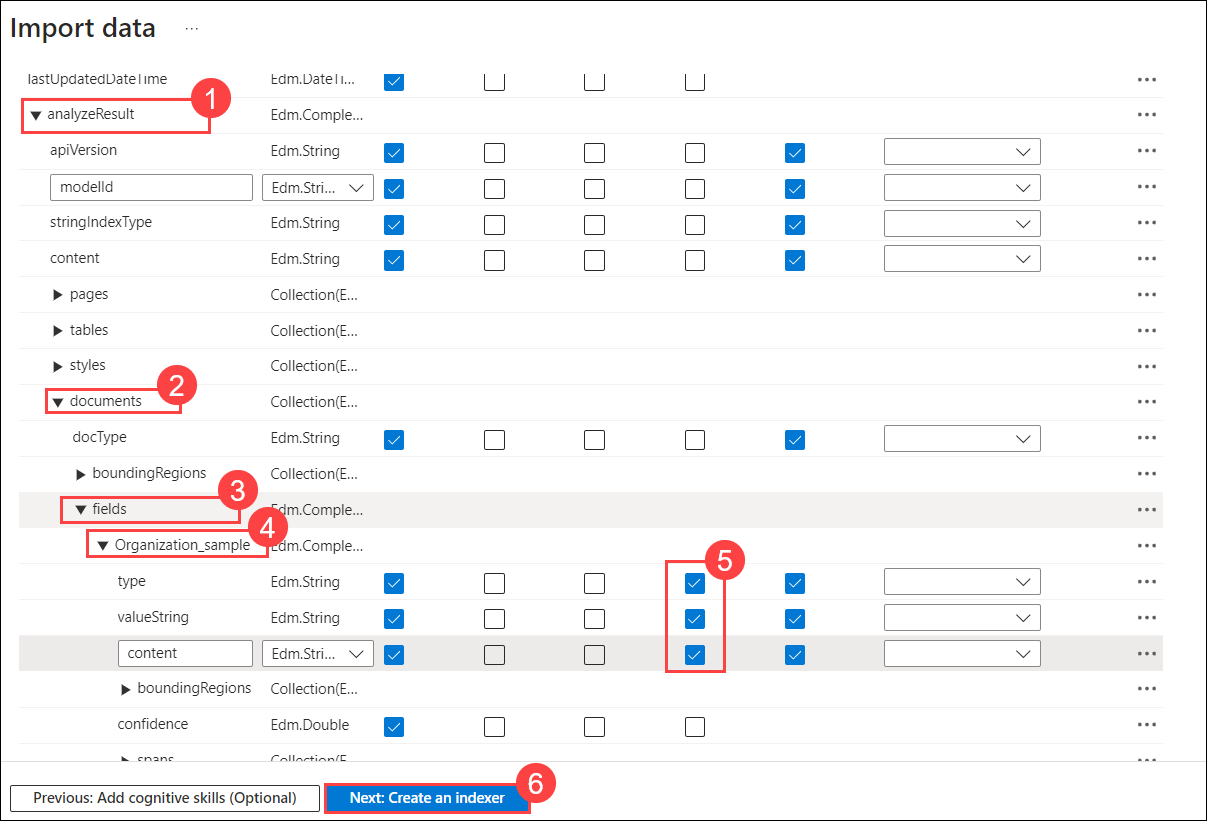 Import data ...
lastUpdatedDateTime Edm.DateTi...
1
analyzeResult Edm.Comple...
apiVersion Edm.String
modelId Edm.Stri...
stringIndexType Edm.String
content Edm.String
pages Collection(E...
tables Collection(E...
styles Collection(E...
2
documents Collection(E...
docType Edm.String
boundingRegions Collection(E...
3
fields Edm.Comple...
4
Organization_sample Edm.Comple...
5
type Edm.String
valueString Edm.String
content Edm.Stri...
boundingRegions Collection(E...
confidence Edm.Double
spans Collection(E...
6
Previous: Add cognitive skills (Optional) Next: Create an indexer